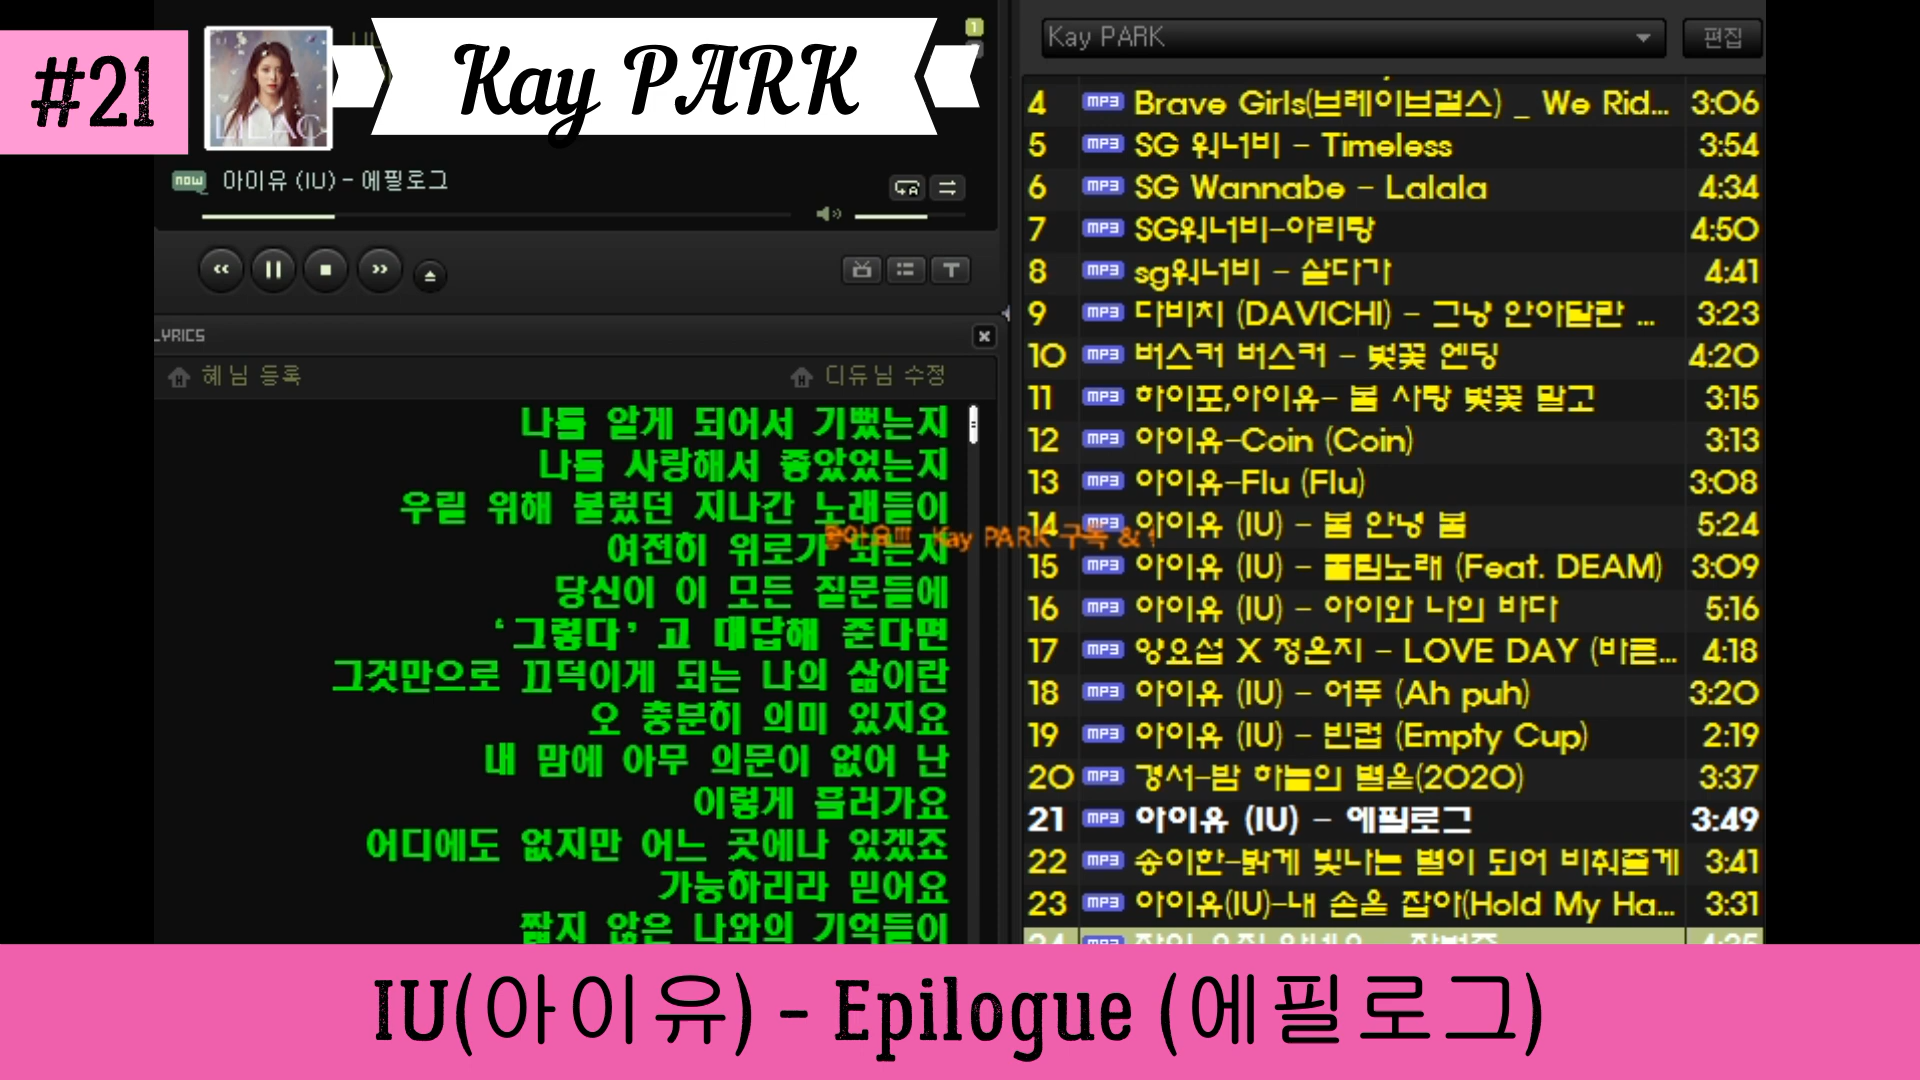 #21
LILAC
Kay PARK
1
now 아이유 (IU) - 에필로그
LYRICS
혜 님 등록
디듀 님 수정
나를 알게 되어서 기뻤는지
나를 사랑해서 좋았었는지
우릴 위해 불렀던 지나간 노래들이
여전히 위로가 되는지
당신이 이 모든 질문들에
‘그렇다’ 고 대답해 준다면
그것만으로 끄덕이게 되는 나의 삶이란
오 충분히 의미 있지요
내 맘에 아무 의문이 없어 난
이렇게 흘러가요
어디에도 없지만 어느 곳에나 있겠죠
가능하리라 믿어요
짧지 않은 나와의 기억들이
좋아요!!! Kay PARK 구독 &
Kay PARK
편집
4 MP3 Brave Girls(브레이브걸스) _ We Rid... 3:06
5 MP3 SG 워너비 - Timeless 3:54
6 MP3 SG Wannabe - Lalala 4:34
7 MP3 SG워너비-아리랑 4:50
8 MP3 sg워너비 - 살다가 4:41
9 MP3 다비치 (DAVICHI) - 그냥 안아달란 ... 3:23
10 MP3 버스커 버스커 - 벚꽃 엔딩 4:20
11 MP3 하이포,아이유- 봄 사랑 벚꽃 말고 3:15
12 MP3 아이유-Coin (Coin) 3:13
13 MP3 아이유-Flu (Flu) 3:08
14 MP3 아이유 (IU) - 봄 안녕 봄 5:24
15 MP3 아이유 (IU) - 돌림노래 (Feat. DEAM) 3:09
16 MP3 아이유 (IU) - 아이와 나의 바다 5:16
17 MP3 양요섭 X 정은지 - LOVE DAY (바른... 4:18
18 MP3 아이유 (IU) - 어푸 (Ah puh) 3:20
19 MP3 아이유 (IU) - 빈컵 (Empty Cup) 2:19
20 MP3 경서-밤 하늘의 별을(2020) 3:37
21 MP3 아이유 (IU) - 에필로그 3:49
22 MP3 송이한-밝게 빛나는 별이 되어 비춰줄게 3:41
23 MP3 아이유(IU)-내 손을 잡아(Hold My Ha... 3:31
IU(아이유) - Epilogue (에필로그)